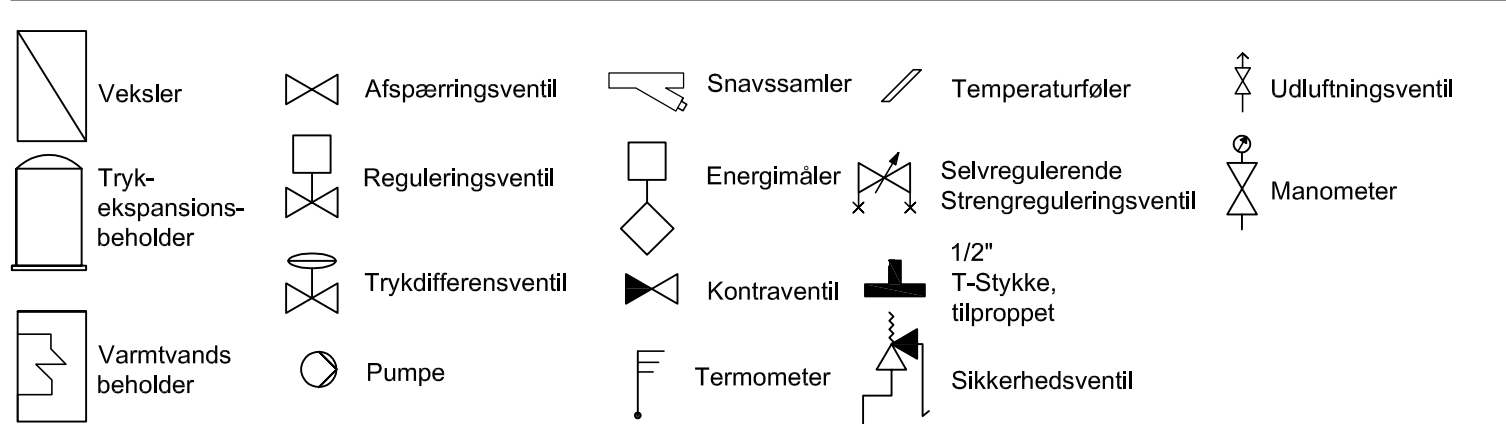 Veksler
Afspærringsventil
Snavssamler
Temperaturføler
Udluftningsventil
Tryk-
ekspansions-
beholder
Reguleringsventil
Energimåler
Selvregulerende
Strengreguleringsventil
Manometer
Trykdifferensventil
Kontraventil
1/2"
T-Stykke,
tilproppet
Varmtvands
beholder
Pumpe
Termometer
Sikkerhedsventil